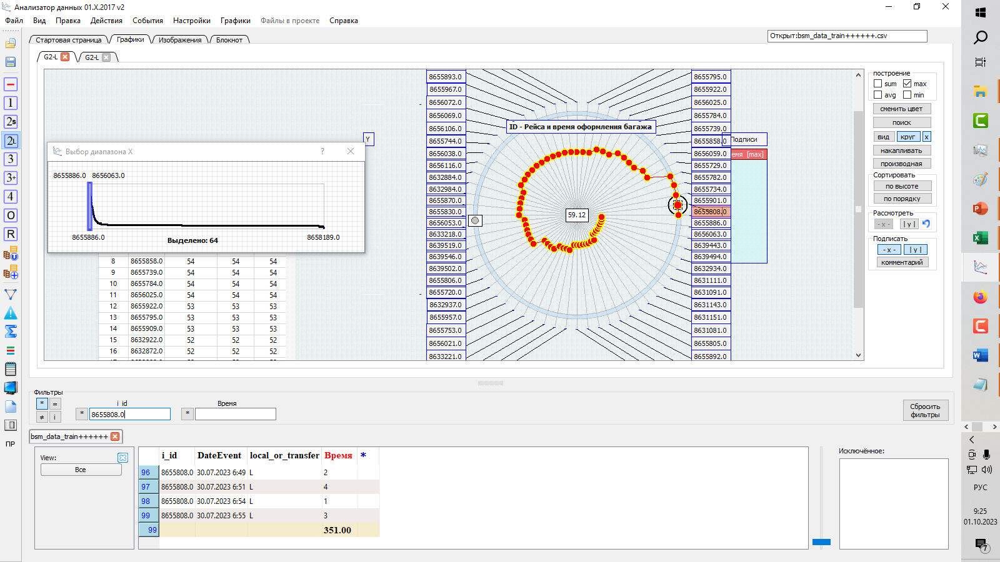 Анализатор данных 01.X.2017 v2
Файл Вид Правка Действия События Настройки Графики Файлы в проекте Справка
Стартовая страница Графики Изображения Блокнот
Открыт:bsm_data_train++++++.csv
G2-L G2-L
1
2s
2L
3
3+
4
O
R
ПР
Y
Выбор диапазона X ?
8655886.0 8656063.0
8655886.0 8658189.0
Выделено: 64
8 8655858.0 54 54 54
9 8655739.0 54 54 54
10 8655784.0 54 54 54
11 8656025.0 54 54 54
12 8655922.0 53 53 53
13 8655795.0 53 53 53
14 8655909.0 53 53 53
15 8632922.0 52 52 52
16 8632872.0 52 52 52
8655893.0
8655967.0
8656072.0
8656069.0
8656106.0
8655744.0
8656038.0
8656116.0
8632884.0
8632984.0
8655870.0
8655830.0
8656053.0
8633218.0
8639519.0
8639546.0
8639502.0
8655806.0
8655720.0
8632937.0
8655957.0
8655753.0
8656021.0
8633221.0
ID - Рейса и время оформления багажа
59.12
8655795.0
8655922.0
8656025.0
8655784.0
8655739.0
8655858.0
8656059.0
8655729.0
8655782.0
8655734.0
8655901.0
8655808.0
8655886.0
8656063.0
8639443.0
8639494.0
8632934.0
8631111.0
8631091.0
8631143.0
8631151.0
8631081.0
8655805.0
8655892.0
Подписи
емя [max]
построение
sum max
avg min
сменить цвет
поиск
вид круг x
накапливать
производная
Сортировать
по высоте
по порядку
Рассмотреть
- x - | y |
Подписать
- x - | y |
комментарий
Фильтры
* =
≠ i
i_id
* 8655808.0
Время
*
Сбросить
фильтры
bsm_data_train++++++
View:
Все
i_id DateEvent local_or_transfer Время *
96 8655808.0 30.07.2023 6:49 L 2
97 8655808.0 30.07.2023 6:51 L 4
98 8655808.0 30.07.2023 6:54 L 1
99 8655808.0 30.07.2023 6:55 L 3
99 351.00
Исключённое:
РУС
9:25
01.10.2023
7